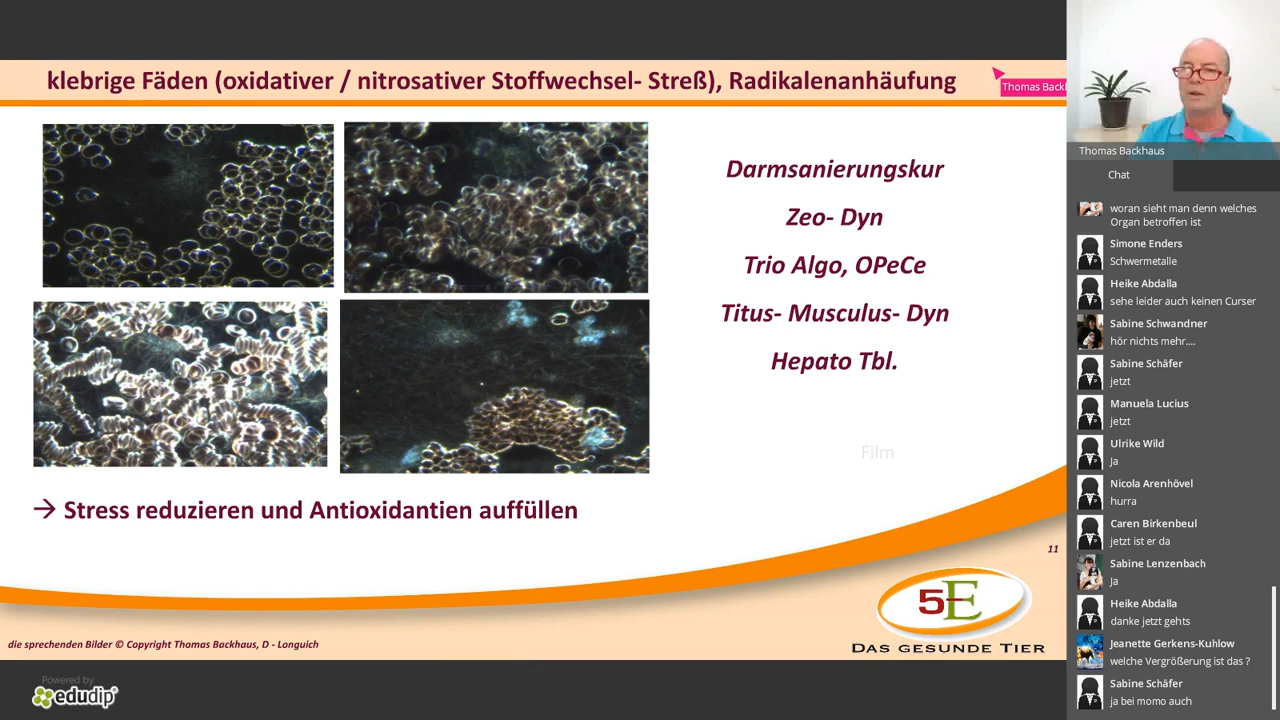 klebrige Fäden (oxidativer / nitrosativer Stoffwechsel- Streß), Radikalenanhäufung
Thomas Backh
Darmsanierungskur
Zeo- Dyn
Trio Algo, OPeCe
Titus- Musculus- Dyn
Hepato Tbl.
Film
→ Stress reduzieren und Antioxidantien auffüllen
11
5E
DAS GESUNDE TIER
die sprechenden Bilder © Copyright Thomas Backhaus, D - Longuich
Powered by
edudip
Thomas Backhaus
Chat
woran sieht man denn welches
Organ betroffen ist
Simone Enders
Schwermetalle
Heike Abdalla
sehe leider auch keinen Curser
Sabine Schwandner
hör nichts mehr....
Sabine Schäfer
jetzt
Manuela Lucius
jetzt
Ulrike Wild
Ja
Nicola Arenhövel
hurra
Caren Birkenbeul
jetzt ist er da
Sabine Lenzenbach
Ja
Heike Abdalla
danke jetzt gehts
Jeanette Gerkens-Kuhlow
welche Vergrößerung ist das ?
Sabine Schäfer
ja bei momo auch